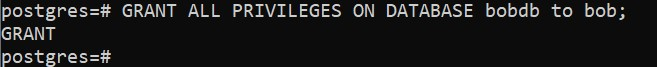 postgres=# GRANT ALL PRIVILEGES ON DATABASE bobdb to bob;
GRANT
postgres=#